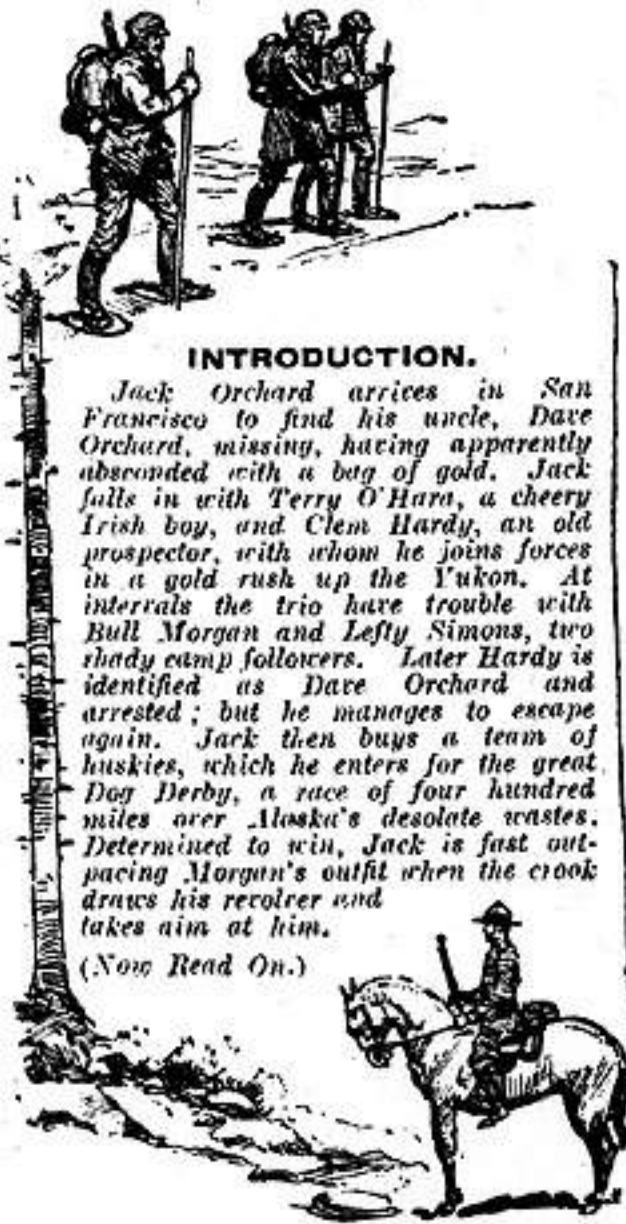 INTRODUCTION.
Jack Orchard arrives in San
Francisco to find his uncle, Dave
Orchard, missing, having apparently
absconded with a bag of gold. Jack
falls in with Terry O'Hara, a cheery
Irish boy, and Clem Hardy, an old
prospector, with whom he joins forces
in a gold rush up the Yukon. At
intervals the trio have trouble with
Bull Morgan and Lefty Simons, two
shady camp followers. Later Hardy is
identified as Dave Orchard and
arrested; but he manages to escape
again. Jack then buys a team of
huskies, which he enters for the great
Dog Derby, a race of four hundred
miles over Alaska's desolate wastes.
Determined to win, Jack is fast out-
pacing Morgan's outfit when the crook
draws his revolver and
takes aim at him.
(Now Read On.)